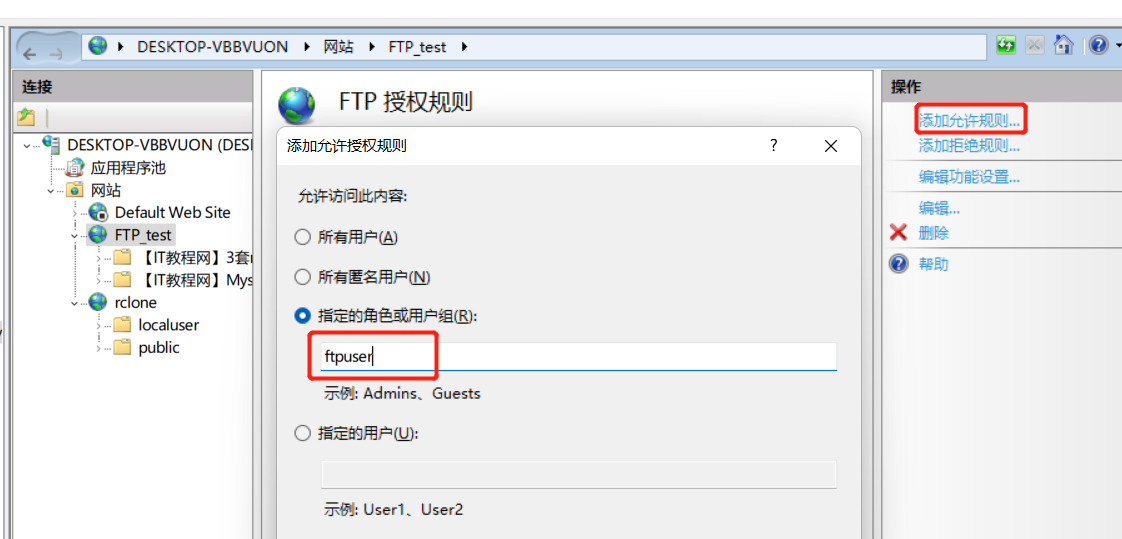 DESKTOP-VBBVUON ▸ 网站 ▸ FTP_test ▸
连接
DESKTOP-VBBVUON (DESI
应用程序池
网站
Default Web Site
FTP_test
【IT教程网】3套
【IT教程网】Mys
rclone
localuser
public
FTP 授权规则
添加允许授权规则
?
允许访问此内容:
所有用户(A)
所有匿名用户(N)
指定的角色或用户组(R):
ftpuser
示例: Admins、Guests
指定的用户(U):
示例: User1、User2
操作
添加允许规则...
添加拒绝规则...
编辑功能设置...
编辑...
删除
帮助